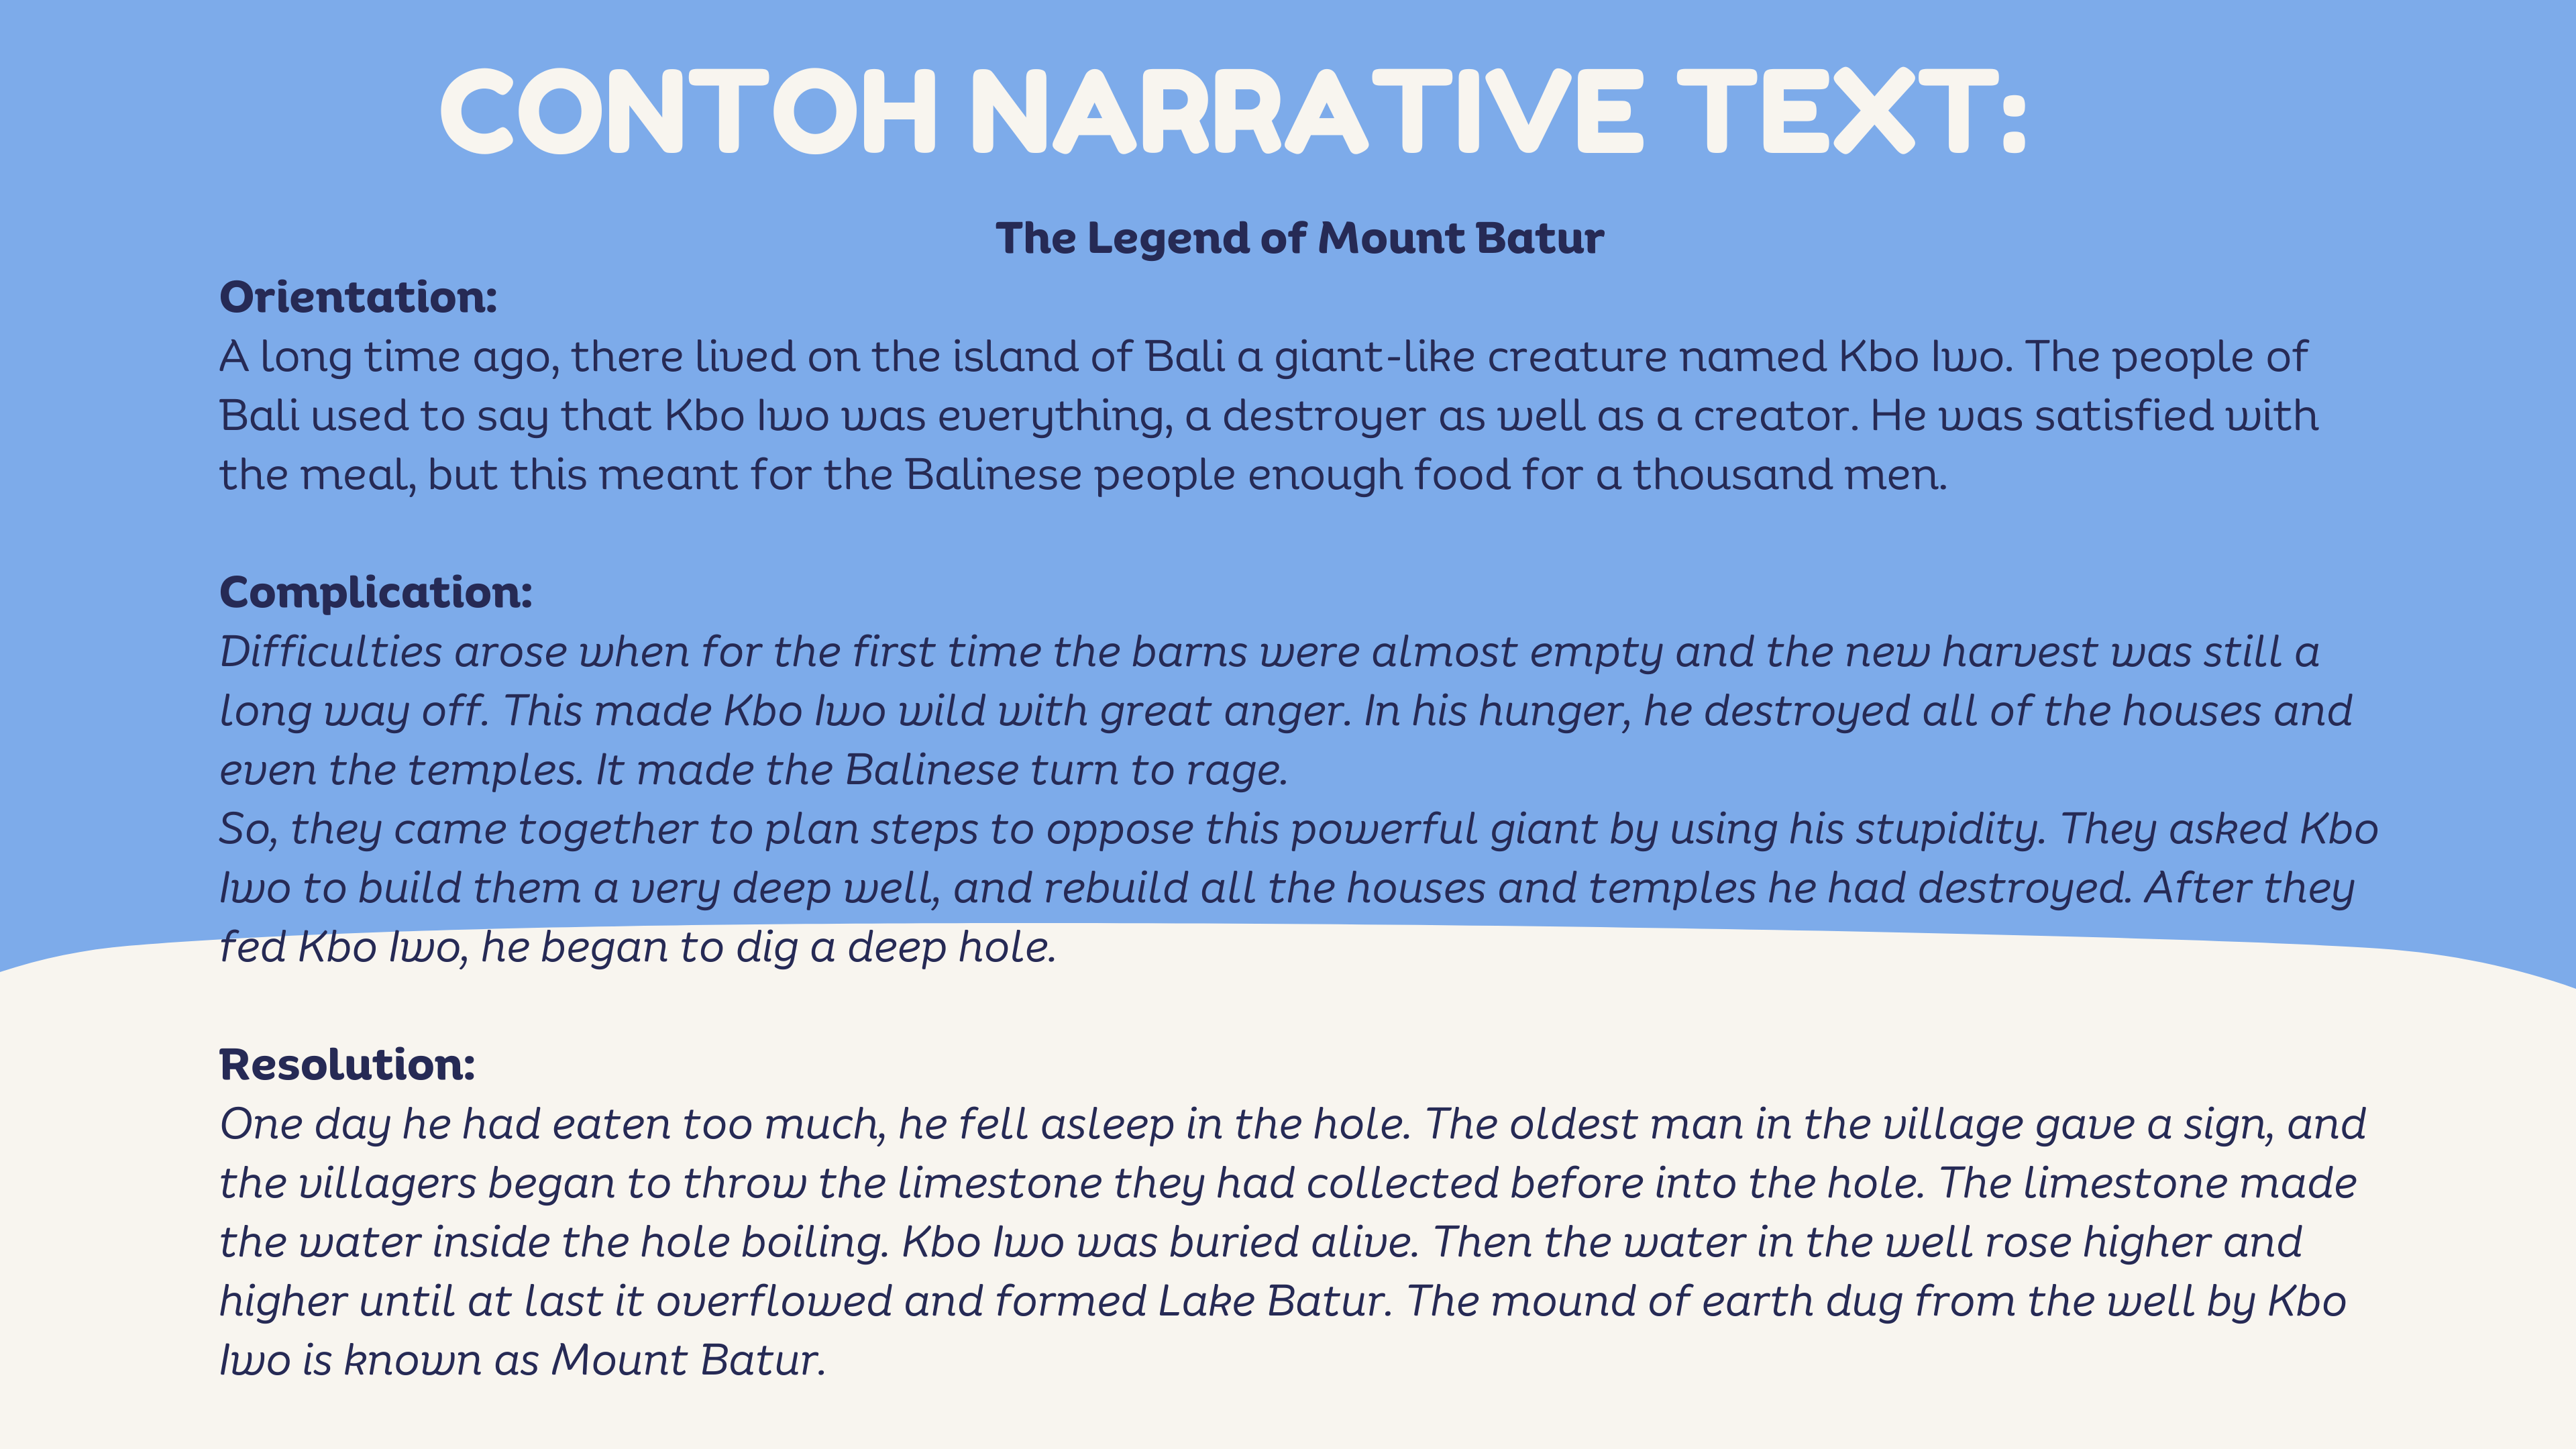 CONTOH NARRATIVE TEXT:
The Legend of Mount Batur
Orientation:
A long time ago, there lived on the island of Bali a giant-like creature named Kbo Iwo. The people of
Bali used to say that Kbo Iwo was everything, a destroyer as well as a creator. He was satisfied with
the meal, but this meant for the Balinese people enough food for a thousand men.
Complication:
Difficulties arose when for the first time the barns were almost empty and the new harvest was still a
long way off. This made Kbo Iwo wild with great anger. In his hunger, he destroyed all of the houses and
even the temples. It made the Balinese turn to rage.
So, they came together to plan steps to oppose this powerful giant by using his stupidity. They asked Kbo
Iwo to build them a very deep well, and rebuild all the houses and temples he had destroyed. After they
fed Kbo Iwo, he began to dig a deep hole.
Resolution:
One day he had eaten too much, he fell asleep in the hole. The oldest man in the village gave a sign, and
the villagers began to throw the limestone they had collected before into the hole. The limestone made
the water inside the hole boiling. Kbo Iwo was buried alive. Then the water in the well rose higher and
higher until at last it overflowed and formed Lake Batur. The mound of earth dug from the well by Kbo
Iwo is known as Mount Batur.